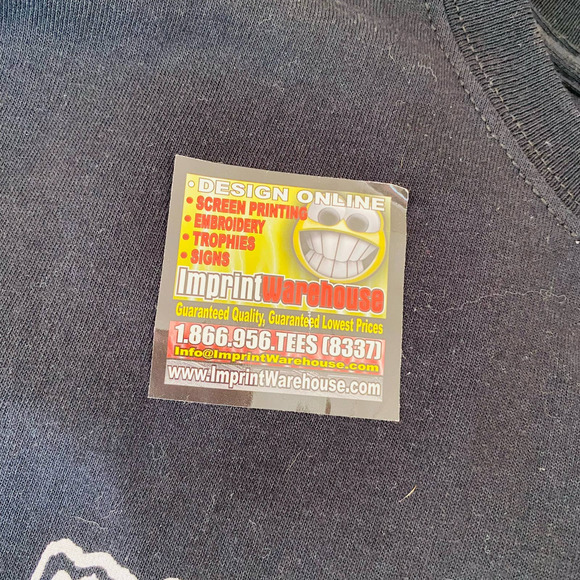 • DESIGN ONLINE
• SCREEN PRINTING
• EMBROIDERY
• TROPHIES
• SIGNS
ImprintWarehouse
Guaranteed Quality, Guaranteed Lowest Prices
1.866.956.TEES (8337)
Info@ImprintWarehouse.com
www.ImprintWarehouse.com